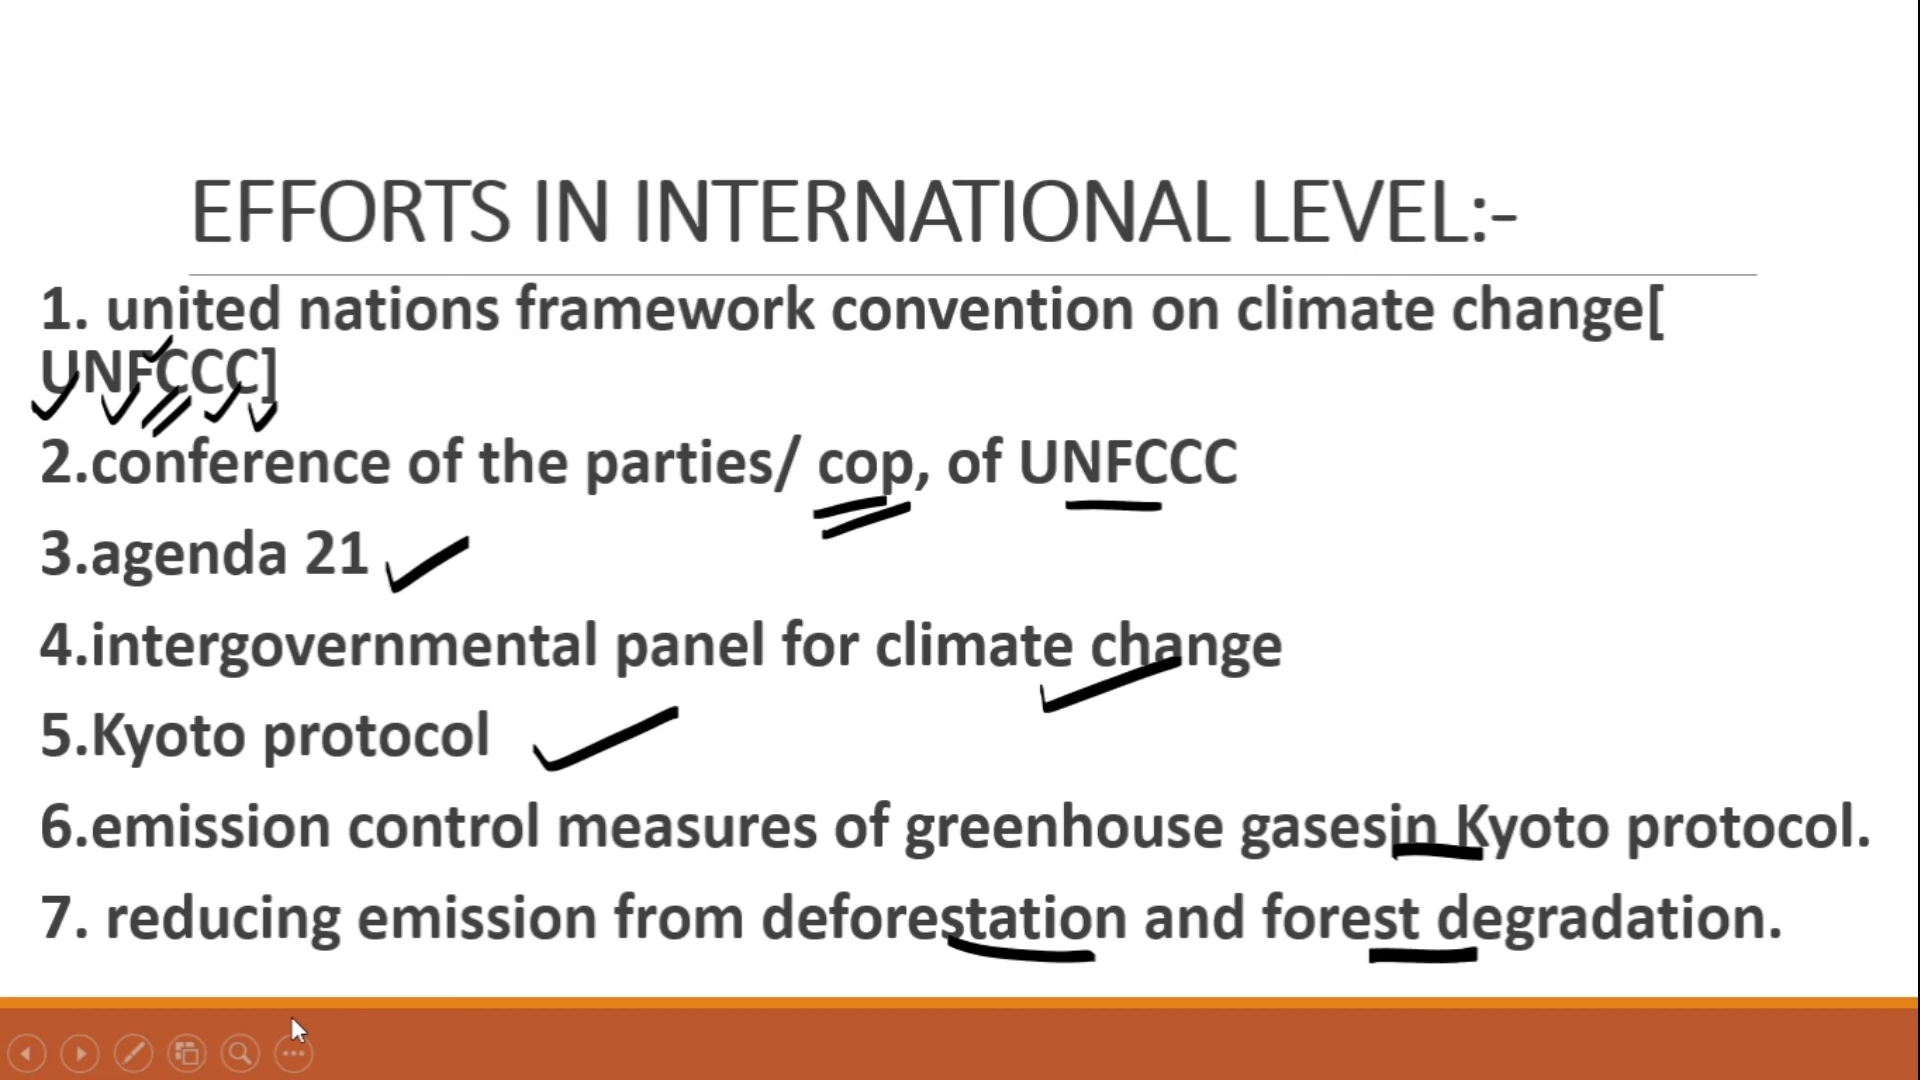 EFFORTS IN INTERNATIONAL LEVEL:-
1. united nations framework convention on climate change[
UNFCCC]
2.conference of the parties/ cop, of UNFCCC
3.agenda 21
4.intergovernmental panel for climate change
5.Kyoto protocol
6.emission control measures of greenhouse gasesin Kyoto protocol.
7. reducing emission from deforestation and forest degradation.